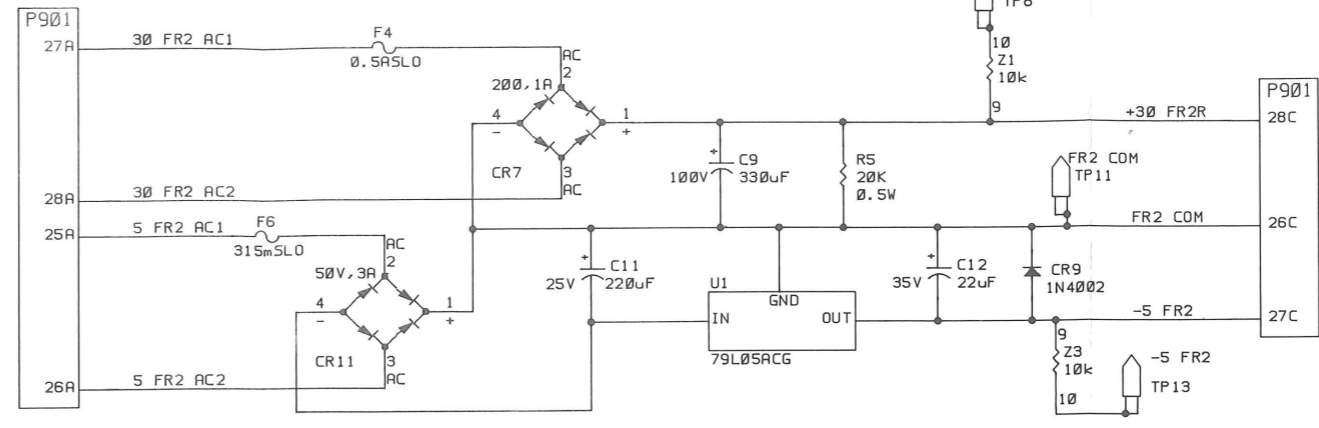 TP8
P901
27A
30 FR2 AC1
F4
0.5ASLO
AC
2
200,1A
4
-
1
+
CR7
3
AC
28A
30 FR2 AC2
10
Z1
10k
9
+30 FR2R
P901
28C
C9
+
100V
330uF
R5
20K
0.5W
FR2 COM
TP11
FR2 COM
26C
25A
5 FR2 AC1
F6
315mSLO
AC
2
50V,3A
4
-
1
+
CR11
3
AC
26A
5 FR2 AC2
+
C11
25V
220uF
U1
GND
IN
OUT
79L05ACG
+
C12
35V
22uF
CR9
1N4002
-5 FR2
27C
9
Z3
10k
10
-5 FR2
TP13